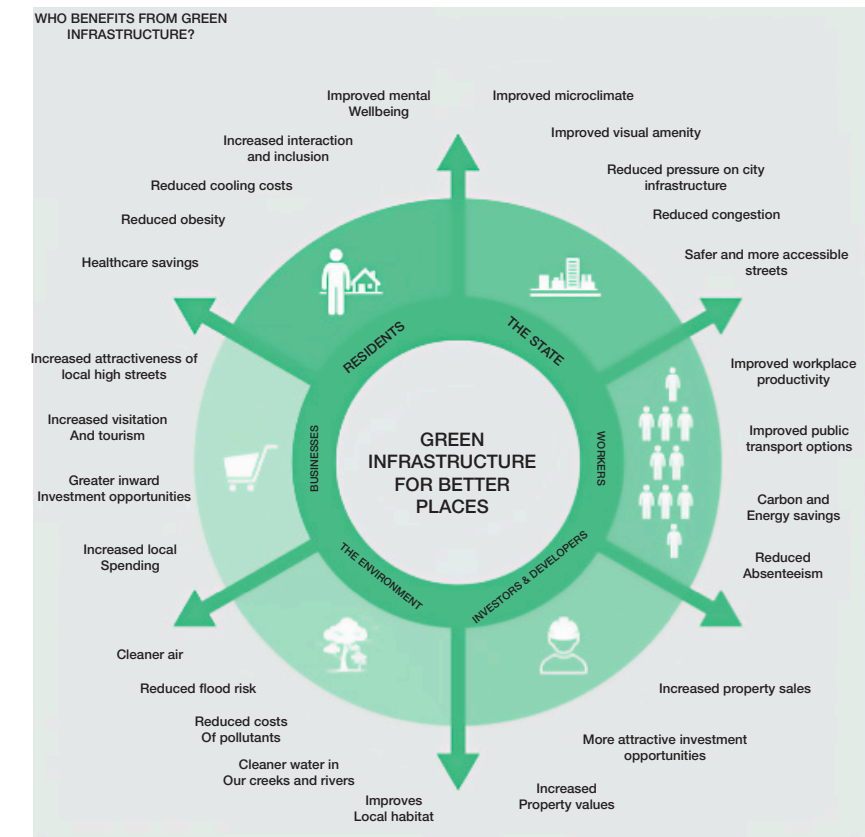 WHO BENEFITS FROM GREEN
INFRASTRUCTURE?
Improved mental
Wellbeing
Increased interaction
and inclusion
Reduced cooling costs
Reduced obesity
Healthcare savings
Improved microclimate
Improved visual amenity
Reduced pressure on city
infrastructure
Reduced congestion
Safer and more accessible
streets
RESIDENTS
THE STATE
Increased attractiveness of
local high streets
Increased visitation
And tourism
Greater inward
Investment opportunities
Increased local
Spending
BUSINESSES
GREEN
INFRASTRUCTURE
FOR BETTER
PLACES
WORKERS
Improved workplace
productivity
Improved public
transport options
Carbon and
Energy savings
Reduced
Absenteeism
THE ENVIRONMENT
INVESTORS & DEVELOPERS
Cleaner air
Reduced flood risk
Reduced costs
Of pollutants
Cleaner water in
Our creeks and rivers
Improves
Local habitat
Increased property sales
More attractive investment
opportunities
Increased
Property values